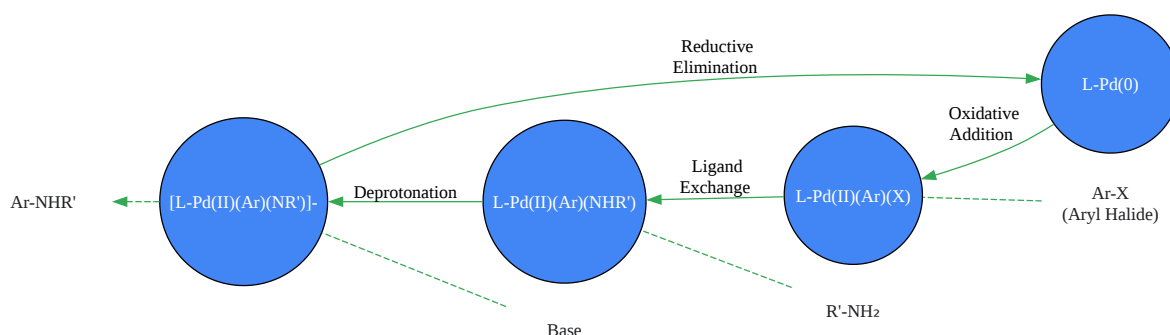 Reductive
Elimination
L-Pd(0)
Oxidative
Addition
Ligand
Exchange
Deprotonation
Ar-NHR'
[L-Pd(II)(Ar)(NR')]-
L-Pd(II)(Ar)(NHR')
L-Pd(II)(Ar)(X)
Ar-X
(Aryl Halide)
R'-NH₂
Base